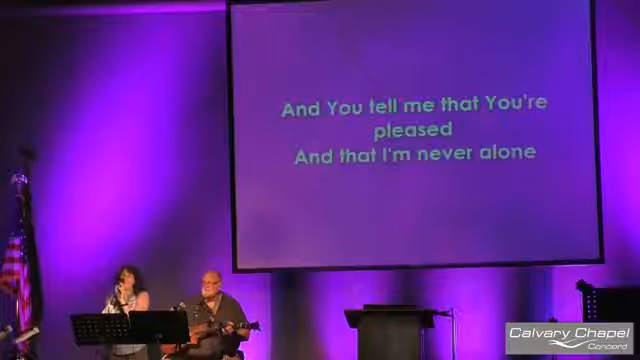 And You tell me that You're
pleased
And that I'm never alone
Calvary Chapel
Concord